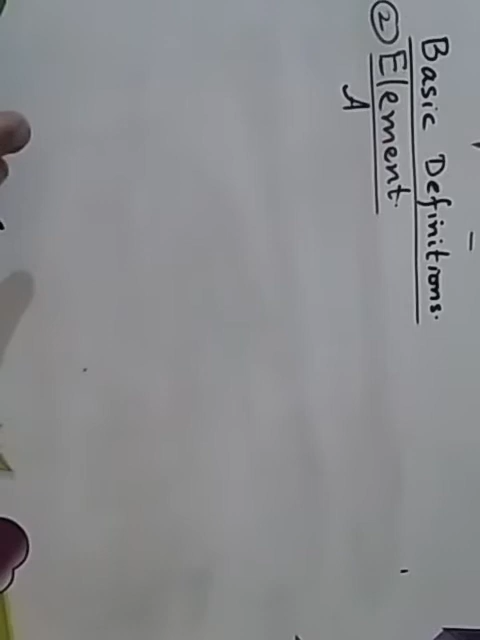 Basic Definitions.
② Element.
A